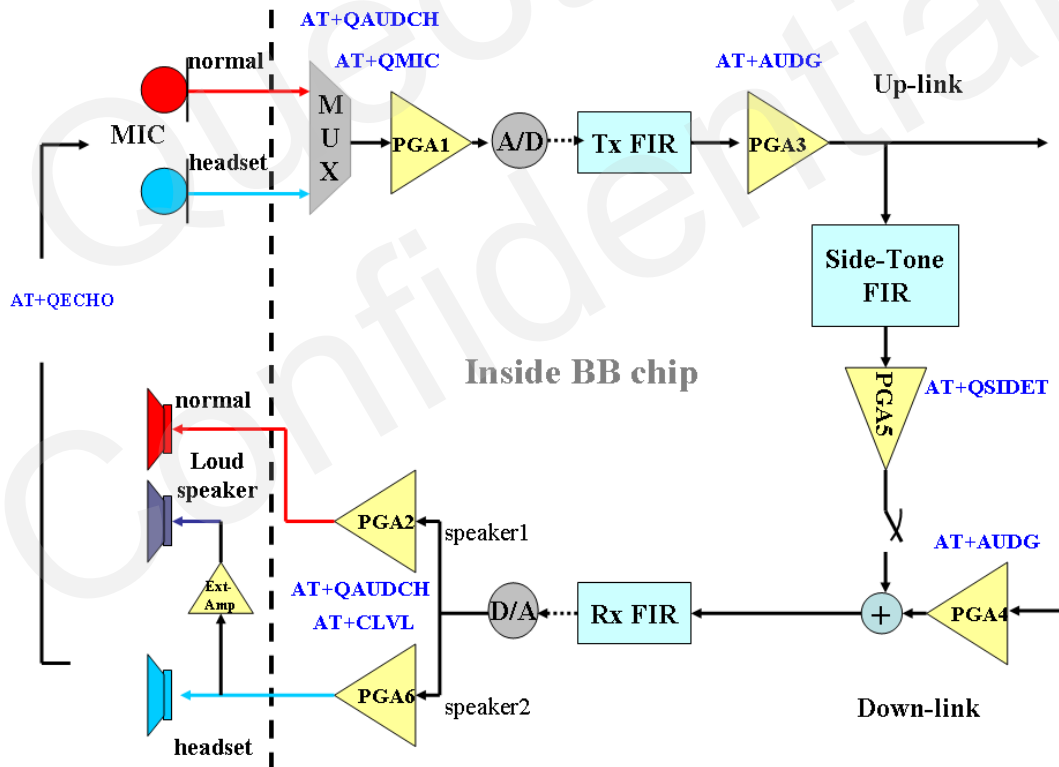 AT+QAUDCH
normal
AT+QMIC
AT+AUDG
Up-link
MIC
M
U
X
PGA1
A/D
Tx FIR
PGA3
headset
Side-Tone
FIR
AT+QECHO
Inside BB chip
PGA5
AT+QSIDET
normal
Loud
speaker
PGA2
speaker1
AT+AUDG
Ext-
Amp
AT+QAUDCH
AT+CLVL
D/A
Rx FIR
+
PGA4
PGA6
speaker2
Down-link
headset
Confidential